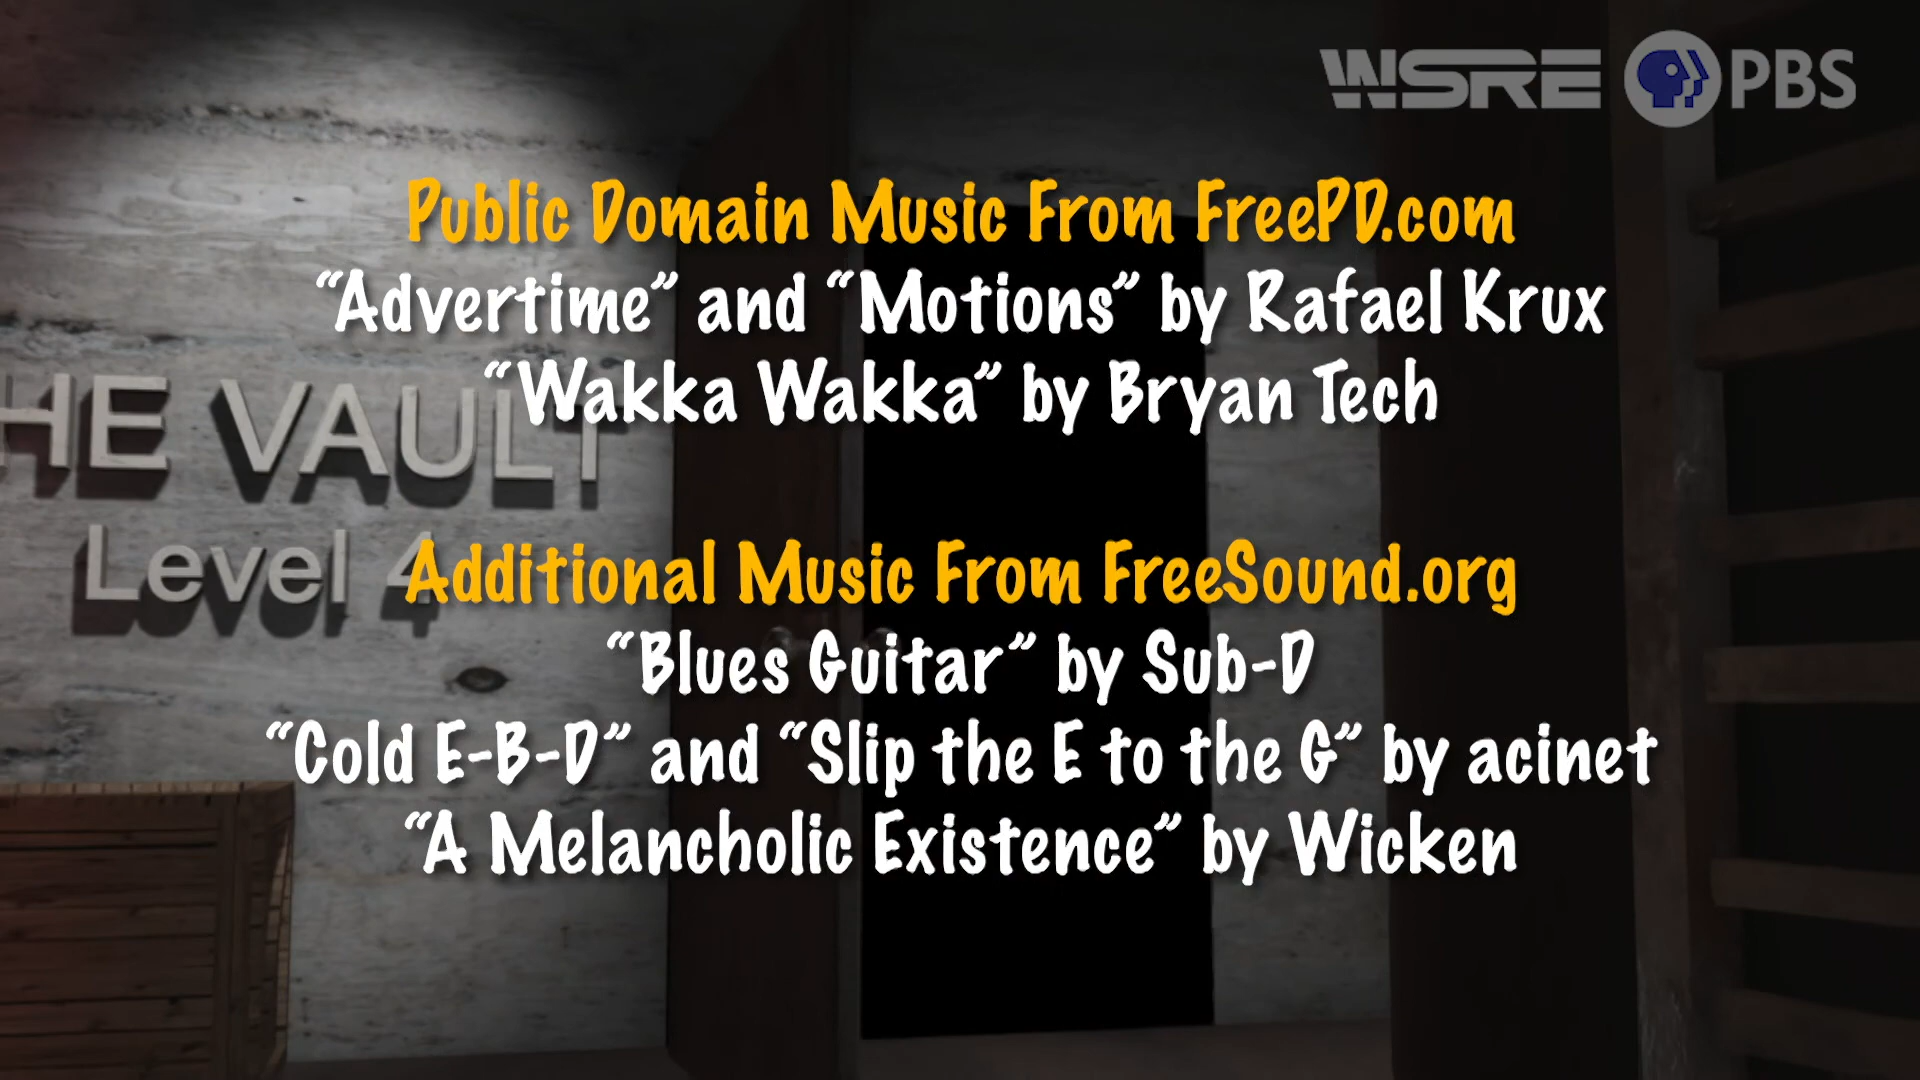 WSRE PBS
Public Domain Music From FreePD.com
“Advertime” and “Motions” by Rafael Krux
“Wakka Wakka” by Bryan Tech
HE VAULT
Level 4
Additional Music From FreeSound.org
“Blues Guitar” by Sub-D
“Cold E-B-D” and “Slip the E to the G” by acinet
“A Melancholic Existence” by Wicken